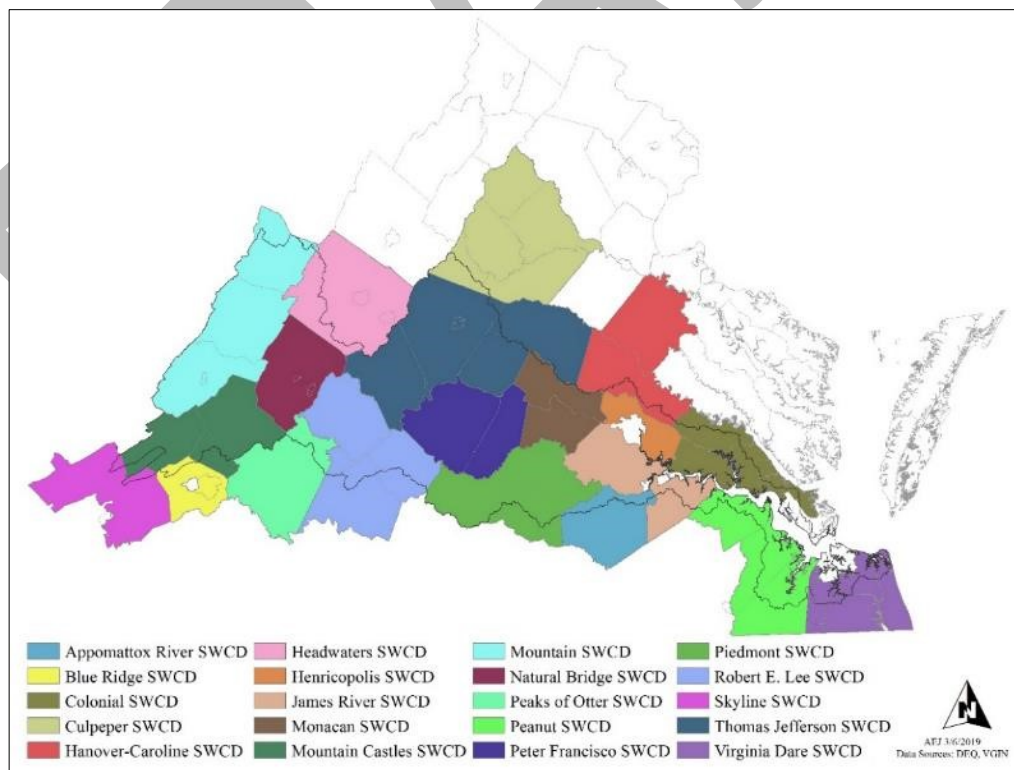 Appomattox River SWCD
Blue Ridge SWCD
Colonial SWCD
Culpeper SWCD
Hanover-Caroline SWCD
Headwaters SWCD
Henricopolis SWCD
James River SWCD
Monacan SWCD
Mountain Castles SWCD
Mountain SWCD
Natural Bridge SWCD
Peaks of Otter SWCD
Peanut SWCD
Peter Francisco SWCD
Piedmont SWCD
Robert E. Lee SWCD
Skyline SWCD
Thomas Jefferson SWCD
Virginia Dare SWCD
N
AEJ 3/6/2019
Data Sources: DEQ, VGIN